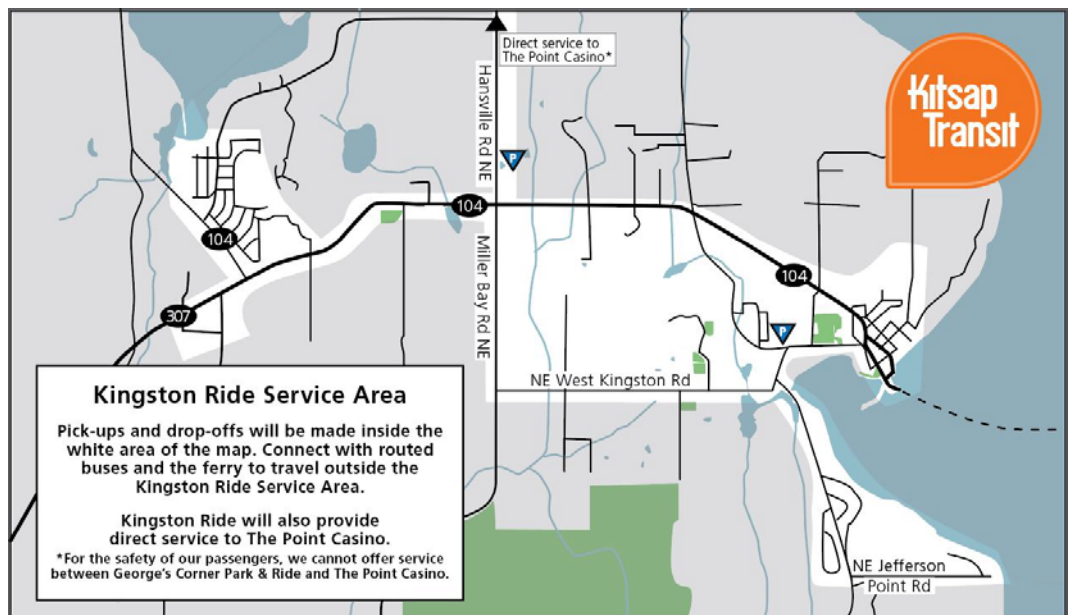 Direct service to
The Point Casino*
Kitsap
Transit
Hansville Rd NE
P
104
104
Miller Bay Rd NE
104
307
P
NE West Kingston Rd
Kingston Ride Service Area
Pick-ups and drop-offs will be made inside the
white area of the map. Connect with routed
buses and the ferry to travel outside the
Kingston Ride Service Area.
Kingston Ride will also provide
direct service to The Point Casino.
*For the safety of our passengers, we cannot offer service
between George's Corner Park & Ride and The Point Casino.
NE Jefferson
Point Rd